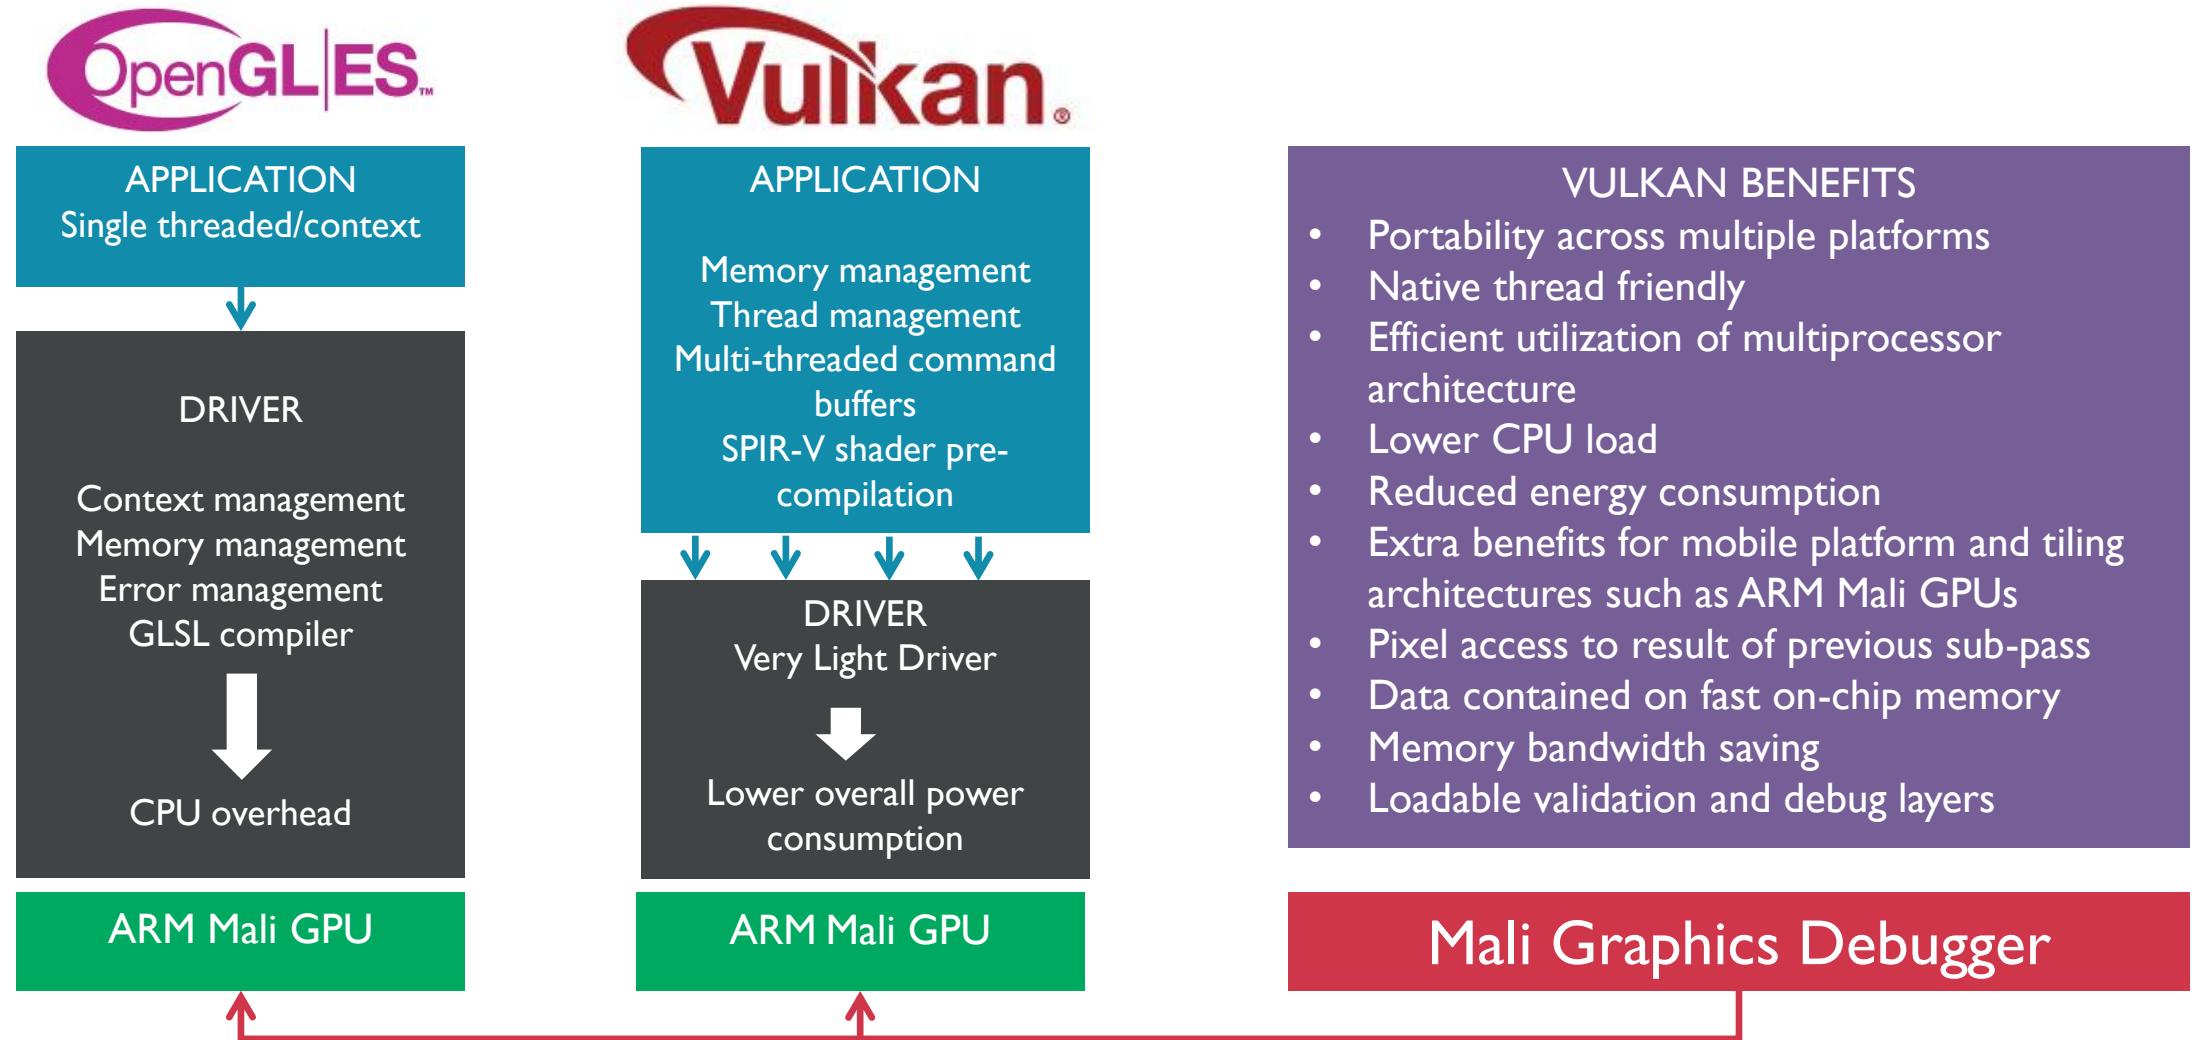 OpenGL|ES™
APPLICATION
Single threaded/context
DRIVER
Context management
Memory management
Error management
GLSL compiler
CPU overhead
ARM Mali GPU
Vulkan®
APPLICATION
Memory management
Thread management
Multi-threaded command
buffers
SPIR-V shader pre-
compilation
DRIVER
Very Light Driver
Lower overall power
consumption
ARM Mali GPU
VULKAN BENEFITS
• Portability across multiple platforms
• Native thread friendly
• Efficient utilization of multiprocessor
architecture
• Lower CPU load
• Reduced energy consumption
• Extra benefits for mobile platform and tiling
architectures such as ARM Mali GPUs
• Pixel access to result of previous sub-pass
• Data contained on fast on-chip memory
• Memory bandwidth saving
• Loadable validation and debug layers
Mali Graphics Debugger